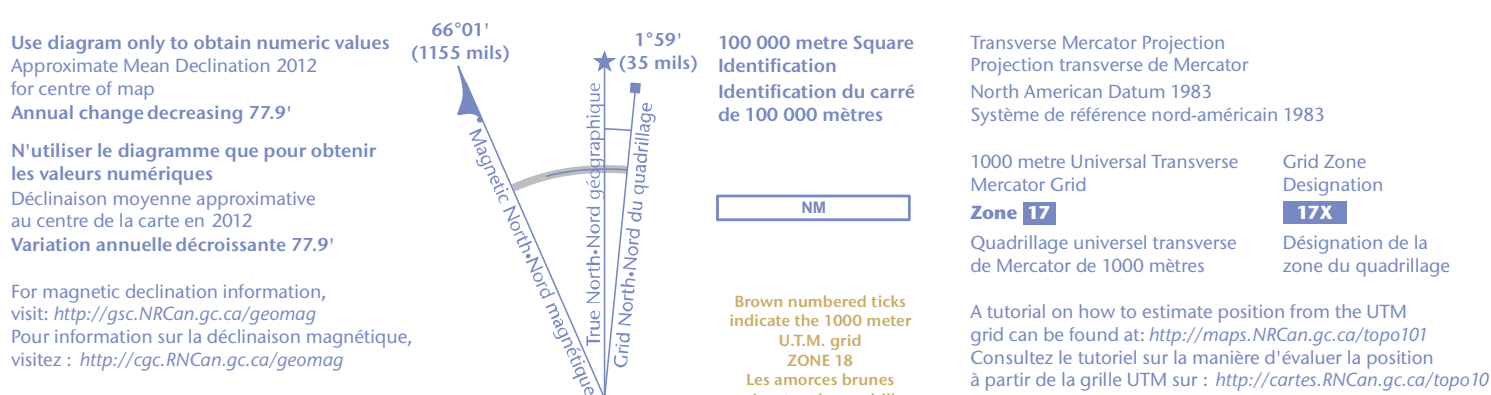 Use diagram only to obtain numeric values
Approximate Mean Declination 2012
for centre of map
Annual change decreasing 77.9'
N'utiliser le diagramme que pour obtenir
les valeurs numériques
Déclinaison moyenne approximative
au centre de la carte en 2012
Variation annuelle décroissante 77.9'
For magnetic declination information,
visit: http://gsc.NRCan.gc.ca/geomag
Pour information sur la déclinaison magnétique,
visitez : http://cgc.RNCan.gc.ca/geomag
66°01'
(1155 mils)
1°59'
(35 mils)
Magnetic North•Nord magnétique
True North•Nord géographique
Grid North•Nord du quadrillage
100 000 metre Square
Identification
Identification du carré
de 100 000 mètres
NM
Brown numbered ticks
indicate the 1000 meter
U.T.M. grid
ZONE 18
Les amorces brunes
Transverse Mercator Projection
Projection transverse de Mercator
North American Datum 1983
Système de référence nord-américain 1983
1000 metre Universal Transverse
Mercator Grid
Zone 17
Quadrillage universel transverse
de Mercator de 1000 mètres
Grid Zone
Designation
17X
Désignation de la
zone du quadrillage
A tutorial on how to estimate position from the UTM
grid can be found at: http://maps.NRCan.gc.ca/topo101
Consultez le tutoriel sur la manière d'évaluer la position
à partir de la grille UTM sur : http://cartes.RNCan.gc.ca/topo10